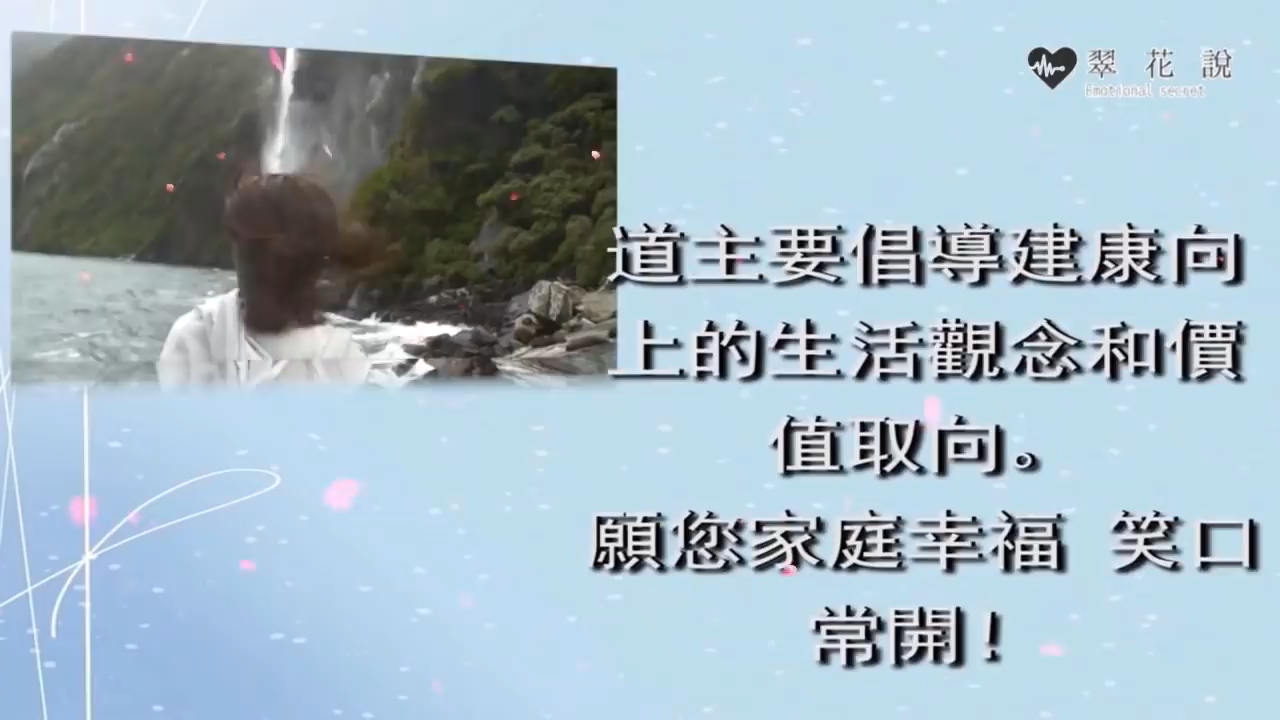 翠花說
Emotional secret
道主要倡導建康向
上的生活觀念和價
值取向。
願您家庭幸福 笑口
常開！